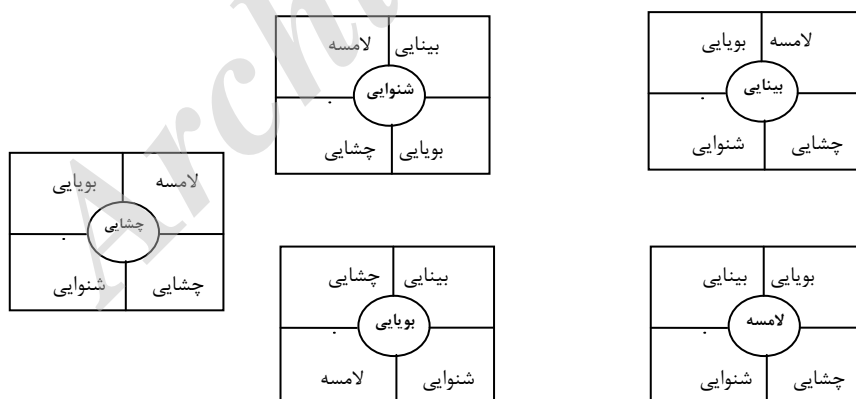 لامسه بویایی
بینایی
چشایی شنوایی
بینایی لامسه
شنوایی
بویایی چشایی
لامسه بویایی
چشایی
چشایی شنوایی
بویایی بینایی
لامسه
چشایی شنوایی
بینایی چشایی
بویایی
شنوایی لامسه